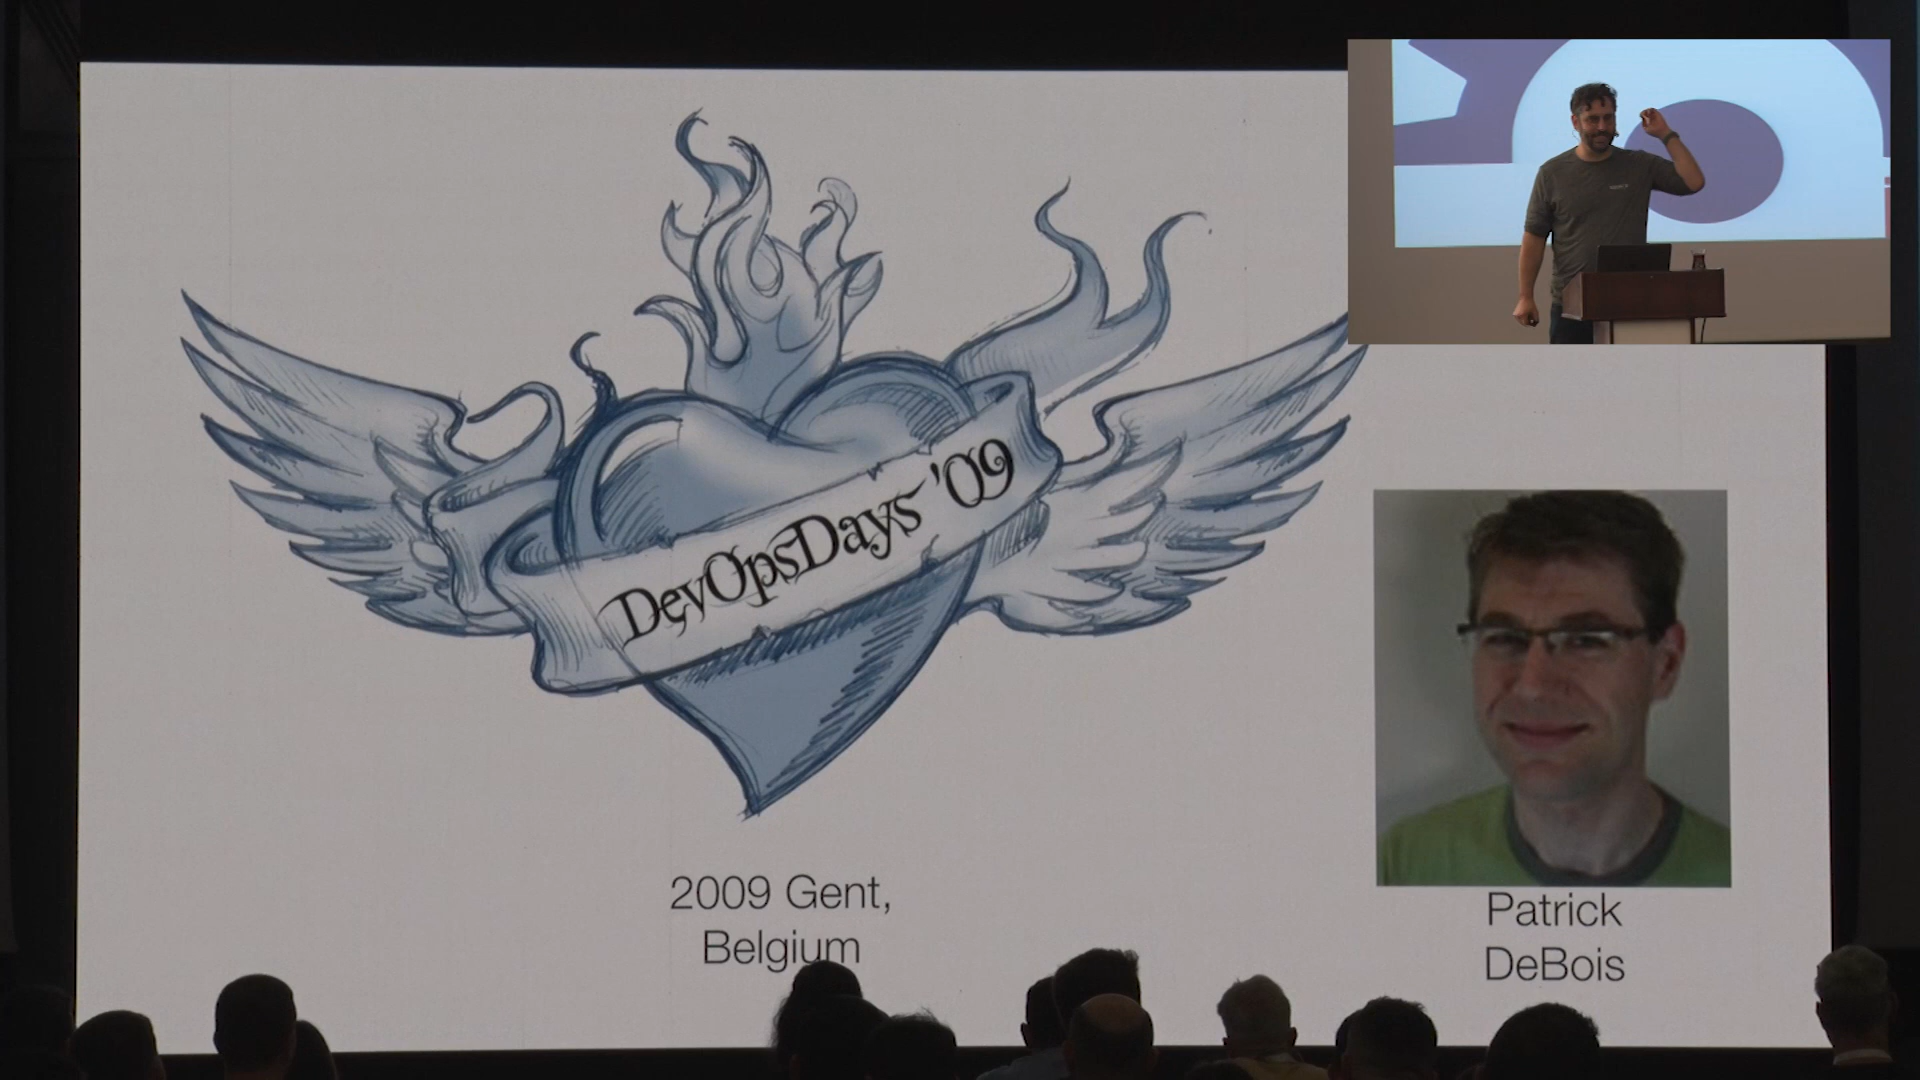 DevOpsDays '09
2009 Gent,
Belgium
Patrick
DeBois